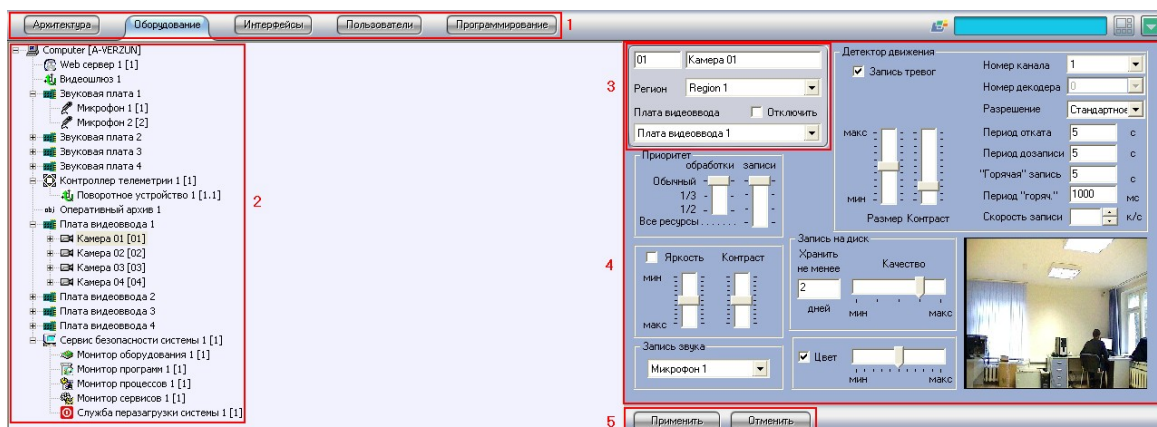 Архитектура Оборудование Интерфейсы Пользователи Программирование 1
Computer [A-VERZUN]
Web сервер 1 [1]
Видеошлюз 1
Звуковая плата 1
Микрофон 1 [1]
Микрофон 2 [2]
Звуковая плата 2
Звуковая плата 3
Звуковая плата 4
Контроллер телеметрии 1 [1]
Поворотное устройство 1 [1.1]
Оперативный архив 1
Плата видеоввода 1
Камера 01 [01]
Камера 02 [02]
Камера 03 [03]
Камера 04 [04]
Плата видеоввода 2
Плата видеоввода 3
Плата видеоввода 4
Сервис безопасности системы 1 [1]
Монитор оборудования 1 [1]
Монитор программ 1 [1]
Монитор процессов 1 [1]
Монитор сервисов 1 [1]
Служба перазагрузки системы 1 [1]
2
3
01 Камера 01
Регион Region 1
Плата видеоввода Отключить
Плата видеоввода 1
4
Приоритет
обработки записи
Обычный
1/3
1/2
Все ресурсы . . . . . .
Яркость Контраст
мин
макс
Запись звука
Микрофон 1
Детектор движения
Запись тревог
макс
мин
Размер Контраст
Номер канала 1
Номер декодера 0
Разрешение Стандартное
Период отката 5 с
Период дозаписи 5 с
"Горячая" запись 5 с
Период "горяч." 1000 мс
Скорость записи к/с
Запись на диск
Хранить
не менее
2
дней
Качество
мин макс
Цвет
мин макс
5 Применить Отменить